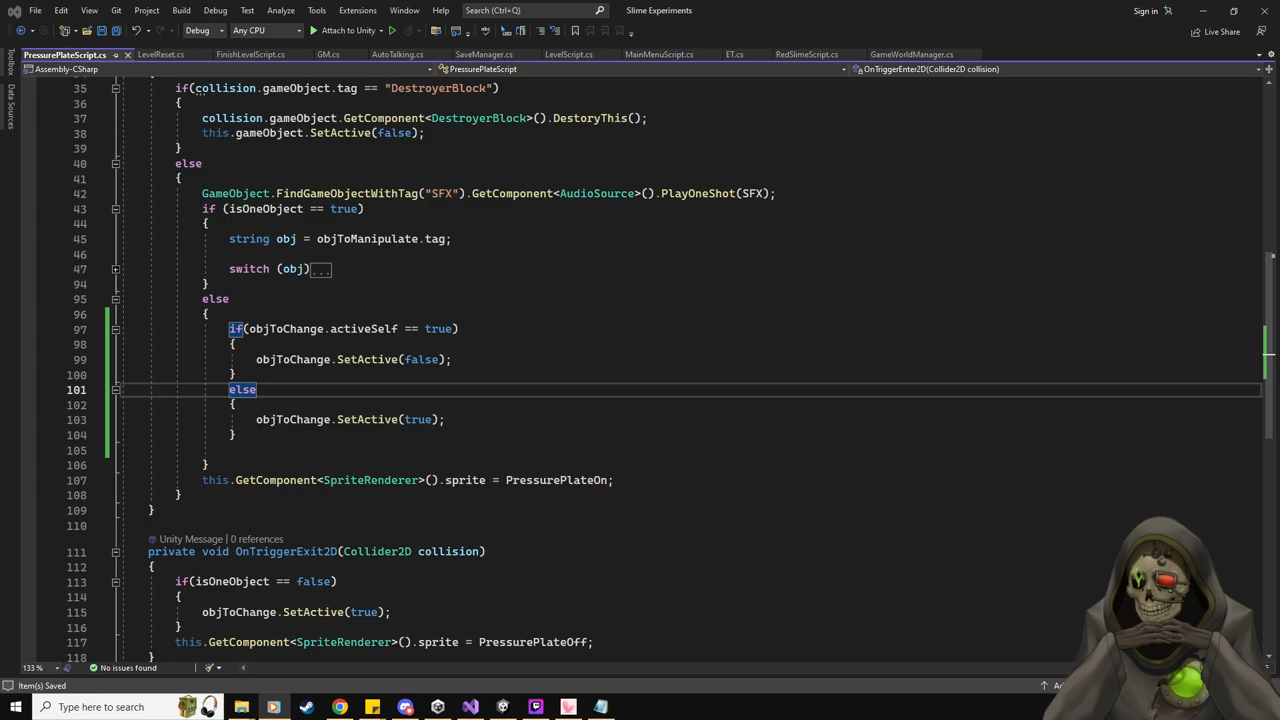 File Edit View Git Project Build Debug Test Analyze Tools Extensions Window Help Search (Ctrl+Q) Slime Experiments Sign in
Debug Any CPU Attach to Unity Live Share
PressurePlateScript.cs LevelReset.cs FinishLevelScript.cs GM.cs AutoTalking.cs SaveManager.cs LevelScript.cs MainMenuScript.cs ET.cs RedSlimeScript.cs GameWorldManager.cs
Assembly-CSharp PressurePlateScript OnTriggerEnter2D(Collider2D collision)
Toolbox
Data Sources
35 if(collision.gameObject.tag == "DestroyerBlock")
36 {
37 collision.gameObject.GetComponent<DestroyerBlock>().DestoryThis();
38 this.gameObject.SetActive(false);
39 }
40 else
41 {
42 GameObject.FindGameObjectWithTag("SFX").GetComponent<AudioSource>().PlayOneShot(SFX);
43 if (isOneObject == true)
44 {
45 string obj = objToManipulate.tag;
46
47 switch (obj)...
94 }
95 else
96 {
97 if(objToChange.activeSelf == true)
98 {
99 objToChange.SetActive(false);
100 }
101 else
102 {
103 objToChange.SetActive(true);
104 }
105
106 }
107 this.GetComponent<SpriteRenderer>().sprite = PressurePlateOn;
108 }
109 }
110
Unity Message | 0 references
111 private void OnTriggerExit2D(Collider2D collision)
112 {
113 if(isOneObject == false)
114 {
115 objToChange.SetActive(true);
116 }
117 this.GetComponent<SpriteRenderer>().sprite = PressurePlateOff;
118 }
133 % No issues found
Item(s) Saved
Type here to search